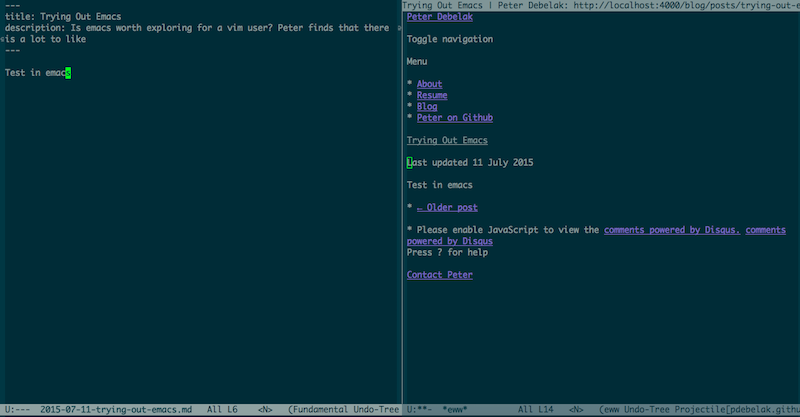 ---
title: Trying Out Emacs
description: Is emacs worth exploring for a vim user? Peter finds that there
is a lot to like
---
Test in emacs
U:--- 2015-07-11-trying-out-emacs.md All L6 <N> (Fundamental Undo-Tree
Trying Out Emacs | Peter Debelak: http://localhost:4000/blog/posts/trying-out-e
Peter Debelak
Toggle navigation
Menu
* About
* Resume
* Blog
* Peter on Github
Trying Out Emacs
Last updated 11 July 2015
Test in emacs
* ← Older post
* Please enable JavaScript to view the comments powered by Disqus. comments
powered by Disqus
Press ? for help
Contact Peter
U:**- *eww* All L14 <N> (eww Undo-Tree Projectile[pdebelak.githu